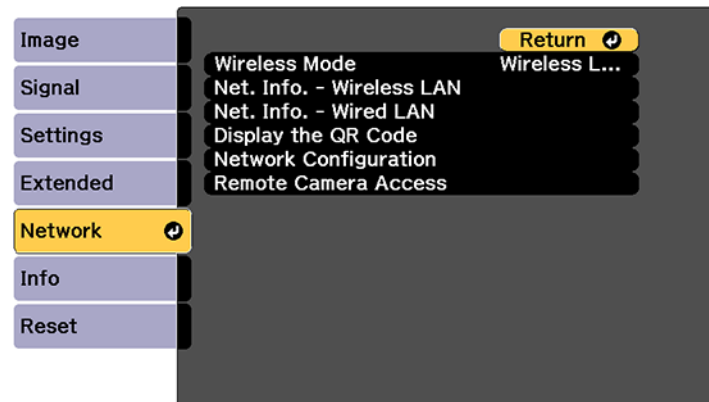 Image
Signal
Settings
Extended
Network
Info
Reset
Return
Wireless Mode Wireless L...
Net. Info. - Wireless LAN
Net. Info. - Wired LAN
Display the QR Code
Network Configuration
Remote Camera Access